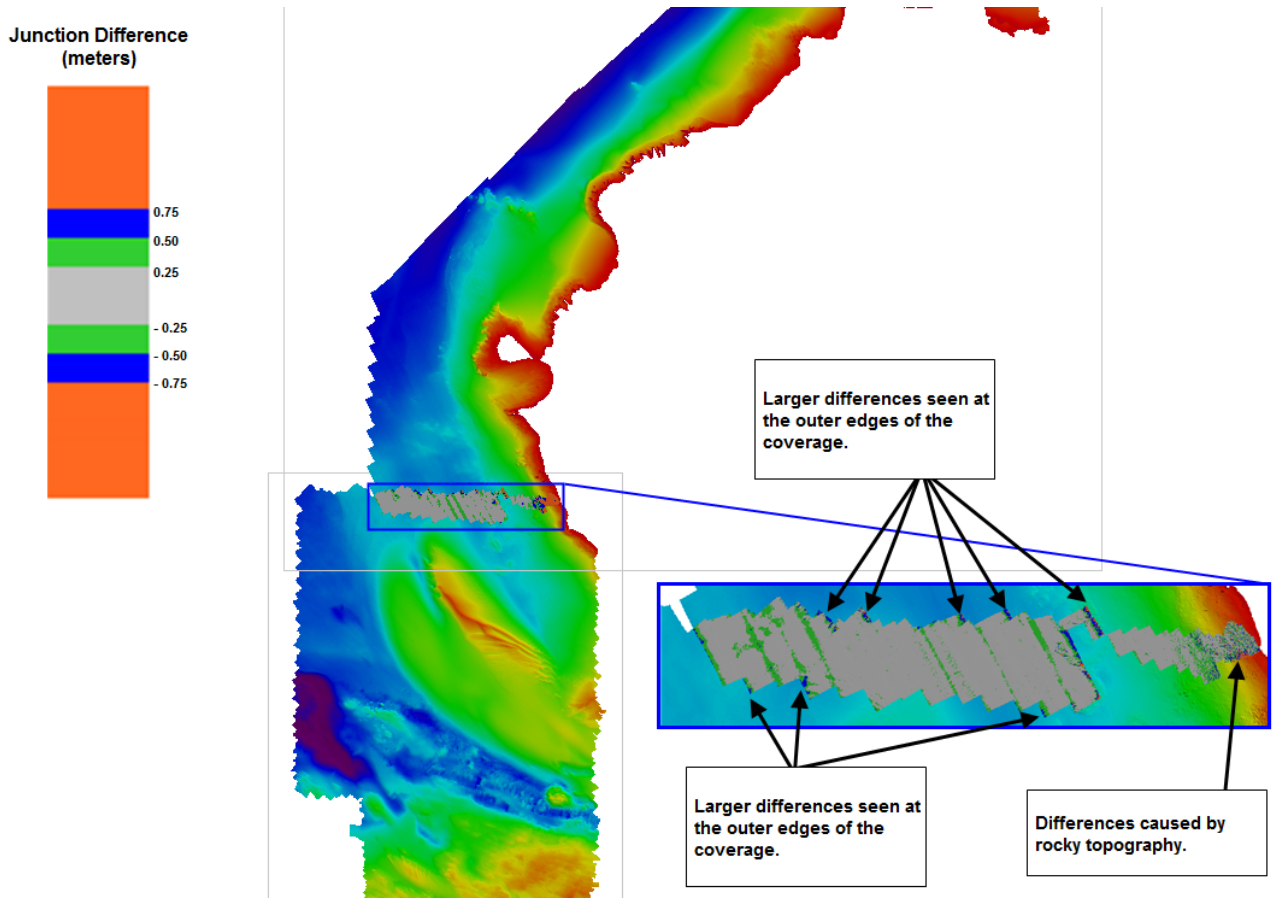 Junction Difference
(meters)
0.75
0.50
0.25
- 0.25
- 0.50
- 0.75
Larger differences seen at
the outer edges of the
coverage.
Larger differences seen at
the outer edges of the
coverage.
Differences caused by
rocky topography.